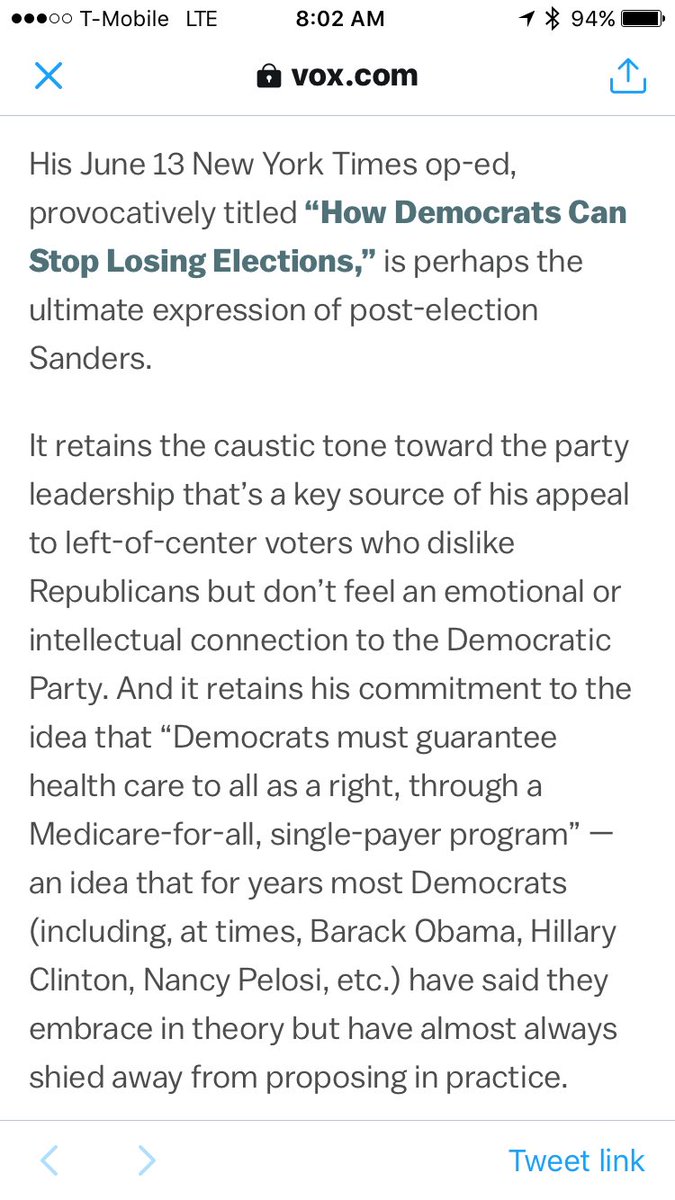 T-Mobile LTE 8:02 AM 94%
vox.com
His June 13 New York Times op-ed,
provocatively titled “How Democrats Can
Stop Losing Elections,” is perhaps the
ultimate expression of post-election
Sanders.
It retains the caustic tone toward the party
leadership that’s a key source of his appeal
to left-of-center voters who dislike
Republicans but don’t feel an emotional or
intellectual connection to the Democratic
Party. And it retains his commitment to the
idea that “Democrats must guarantee
health care to all as a right, through a
Medicare-for-all, single-payer program” —
an idea that for years most Democrats
(including, at times, Barack Obama, Hillary
Clinton, Nancy Pelosi, etc.) have said they
embrace in theory but have almost always
shied away from proposing in practice.
Tweet link